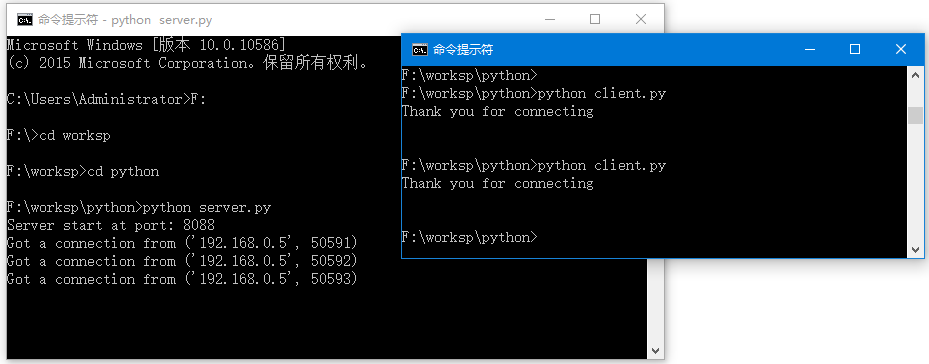 命令提示符 - python server.py
Microsoft Windows [版本 10.0.10586]
(c) 2015 Microsoft Corporation。保留所有权利。
C:\Users\Administrator>F:
F:\>cd worksp
F:\worksp>cd python
F:\worksp\python>python server.py
Server start at port: 8088
Got a connection from ('192.168.0.5', 50591)
Got a connection from ('192.168.0.5', 50592)
Got a connection from ('192.168.0.5', 50593)
命令提示符
F:\worksp\python>
F:\worksp\python>python client.py
Thank you for connecting
F:\worksp\python>python client.py
Thank you for connecting
F:\worksp\python>